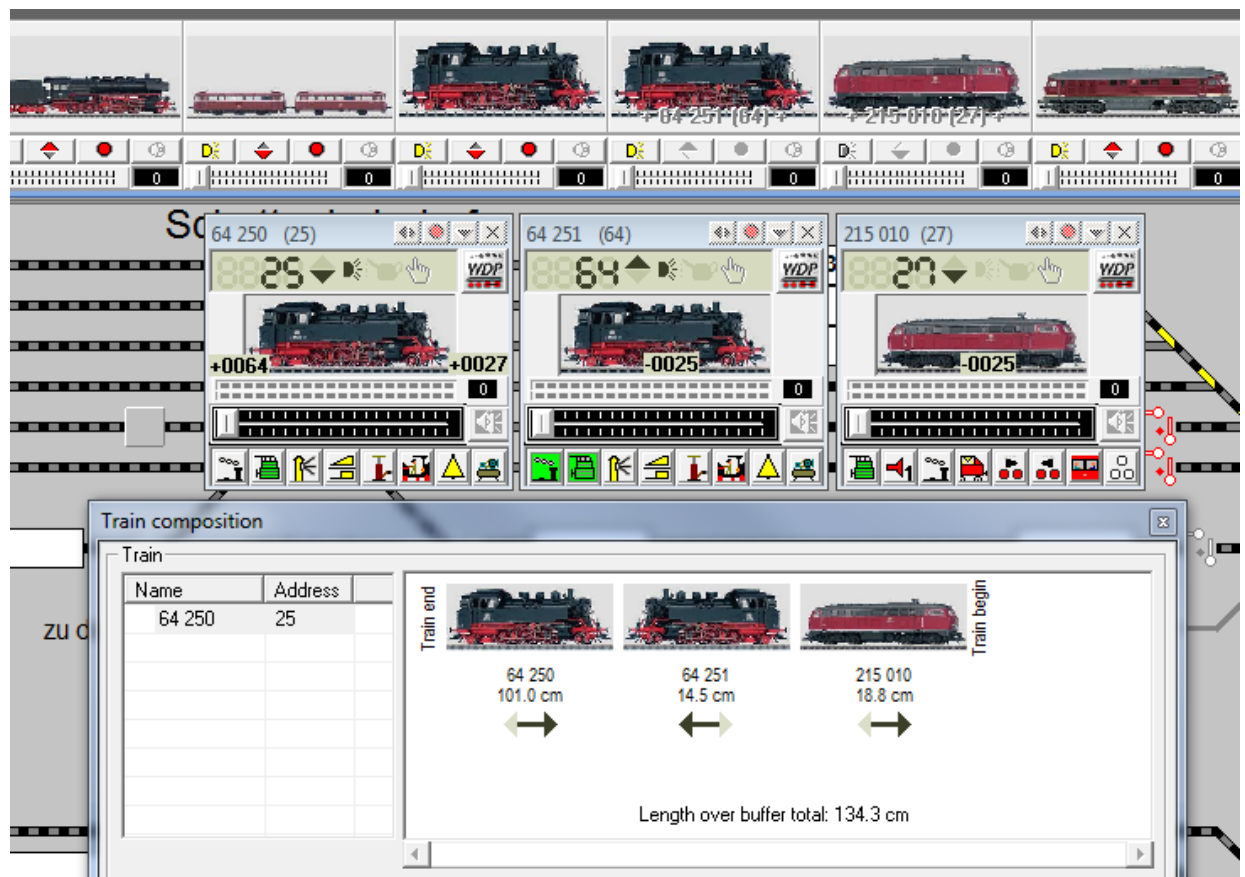 + 64 251 (64) +
+ 215 010 (27) +
0 0 0 0 0 0
64 250 (25)
64 251 (64)
215 010 (27)
25
WDP
64
WDP
27
WDP
+0064 +0027
-0025
-0025
0
0
0
1
Train composition
Train
Name Address
64 250 25
Train end
Train begin
64 250
101.0 cm
64 251
14.5 cm
215 010
18.8 cm
Length over buffer total: 134.3 cm